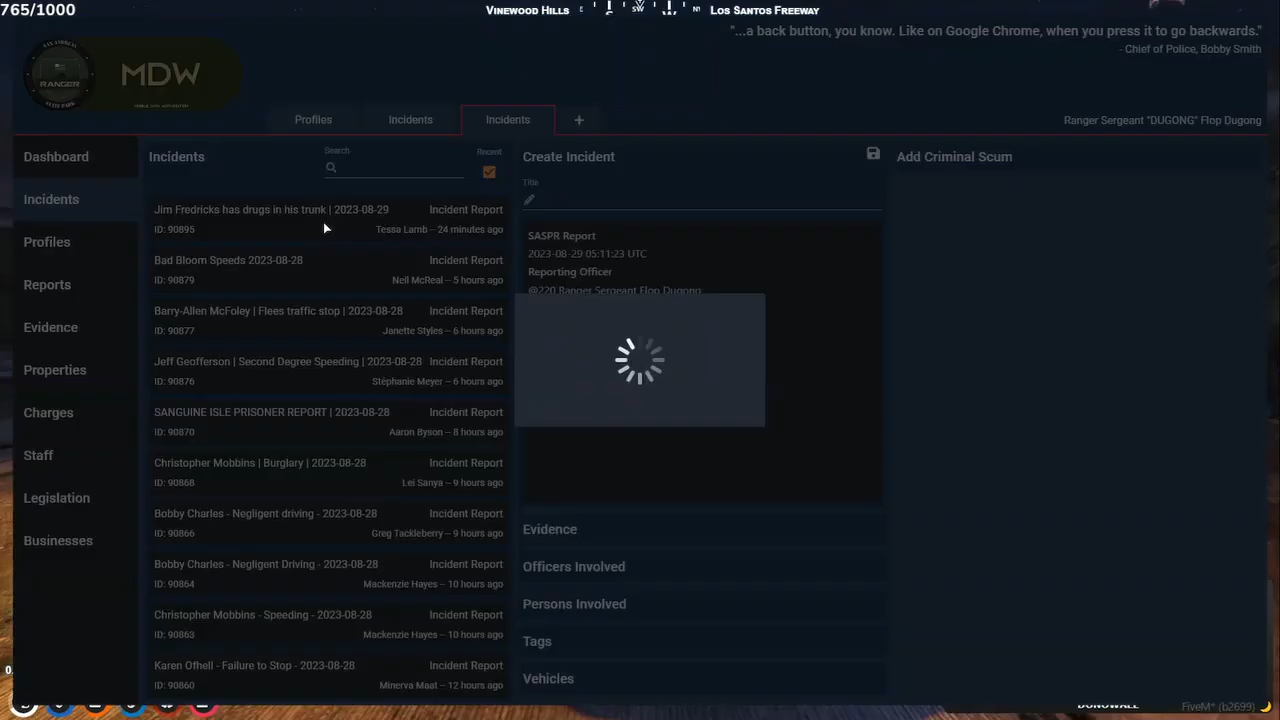 765/1000
Vinewood Hills
SW
Los Santos Freeway
"...a back button, you know. Like on Google Chrome, when you press it to go backwards."
- Chief of Police, Bobby Smith
SAN ANDREAS
RANGER
STATE PARK
MDW
Profiles
Incidents
Incidents
+
Ranger Sergeant "DUGONG" Flop Dugong
Dashboard
Incidents
Profiles
Reports
Evidence
Properties
Charges
Staff
Legislation
Businesses
Incidents
Search
Recent
Jim Fredricks has drugs in his trunk | 2023-08-29 Incident Report
ID: 90895 Tessa Lamb – 24 minutes ago
Bad Bloom Speeds 2023-08-28 Incident Report
ID: 90879 Neil McReal – 5 hours ago
Barry-Allen McFoley | Flees traffic stop | 2023-08-28 Incident Report
ID: 90877 Janette Styles – 6 hours ago
Jeff Geofferson | Second Degree Speeding | 2023-08-28 Incident Report
ID: 90876 Stéphanie Meyer – 6 hours ago
SANGUINE ISLE PRISONER REPORT | 2023-08-28 Incident Report
ID: 90870 Aaron Byson – 8 hours ago
Christopher Mobbins | Burglary | 2023-08-28 Incident Report
ID: 90868 Lei Sanya – 9 hours ago
Bobby Charles - Negligent driving - 2023-08-28 Incident Report
ID: 90866 Greg Tackleberry – 9 hours ago
Bobby Charles - Negligent Driving - 2023-08-28 Incident Report
ID: 90864 Mackenzie Hayes – 10 hours ago
Christopher Mobbins - Speeding - 2023-08-28 Incident Report
ID: 90863 Mackenzie Hayes – 10 hours ago
Karen Ofhell - Failure to Stop - 2023-08-28 Incident Report
ID: 90860 Minerva Maat – 12 hours ago
Create Incident
Title
SASPR Report
2023-08-29 05:11:23 UTC
Reporting Officer
@220 Ranger Sergeant Flop Dugong
Evidence
Officers Involved
Persons Involved
Tags
Vehicles
Add Criminal Scum
FiveM* (b2699)